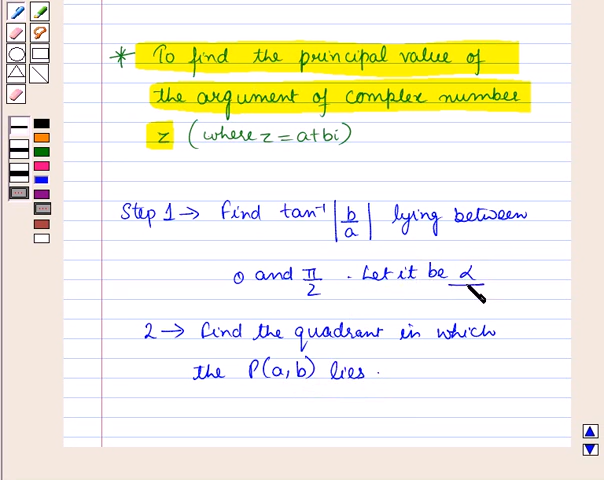 * To find the principal value of
the argument of complex number
z (where z = a+bi)
Step 1 → Find tan⁻¹ |b/a| lying between
0 and π/2 . Let it be α
2 → Find the quadrant in which
the P(a, b) lies .